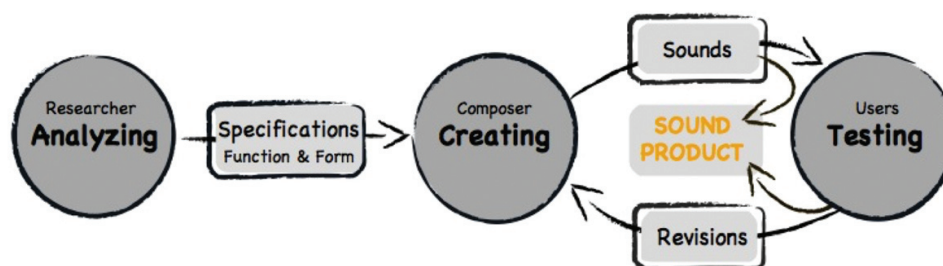 Researcher
Analyzing
Specifications
Function & Form
Composer
Creating
Sounds
SOUND
PRODUCT
Revisions
Users
Testing